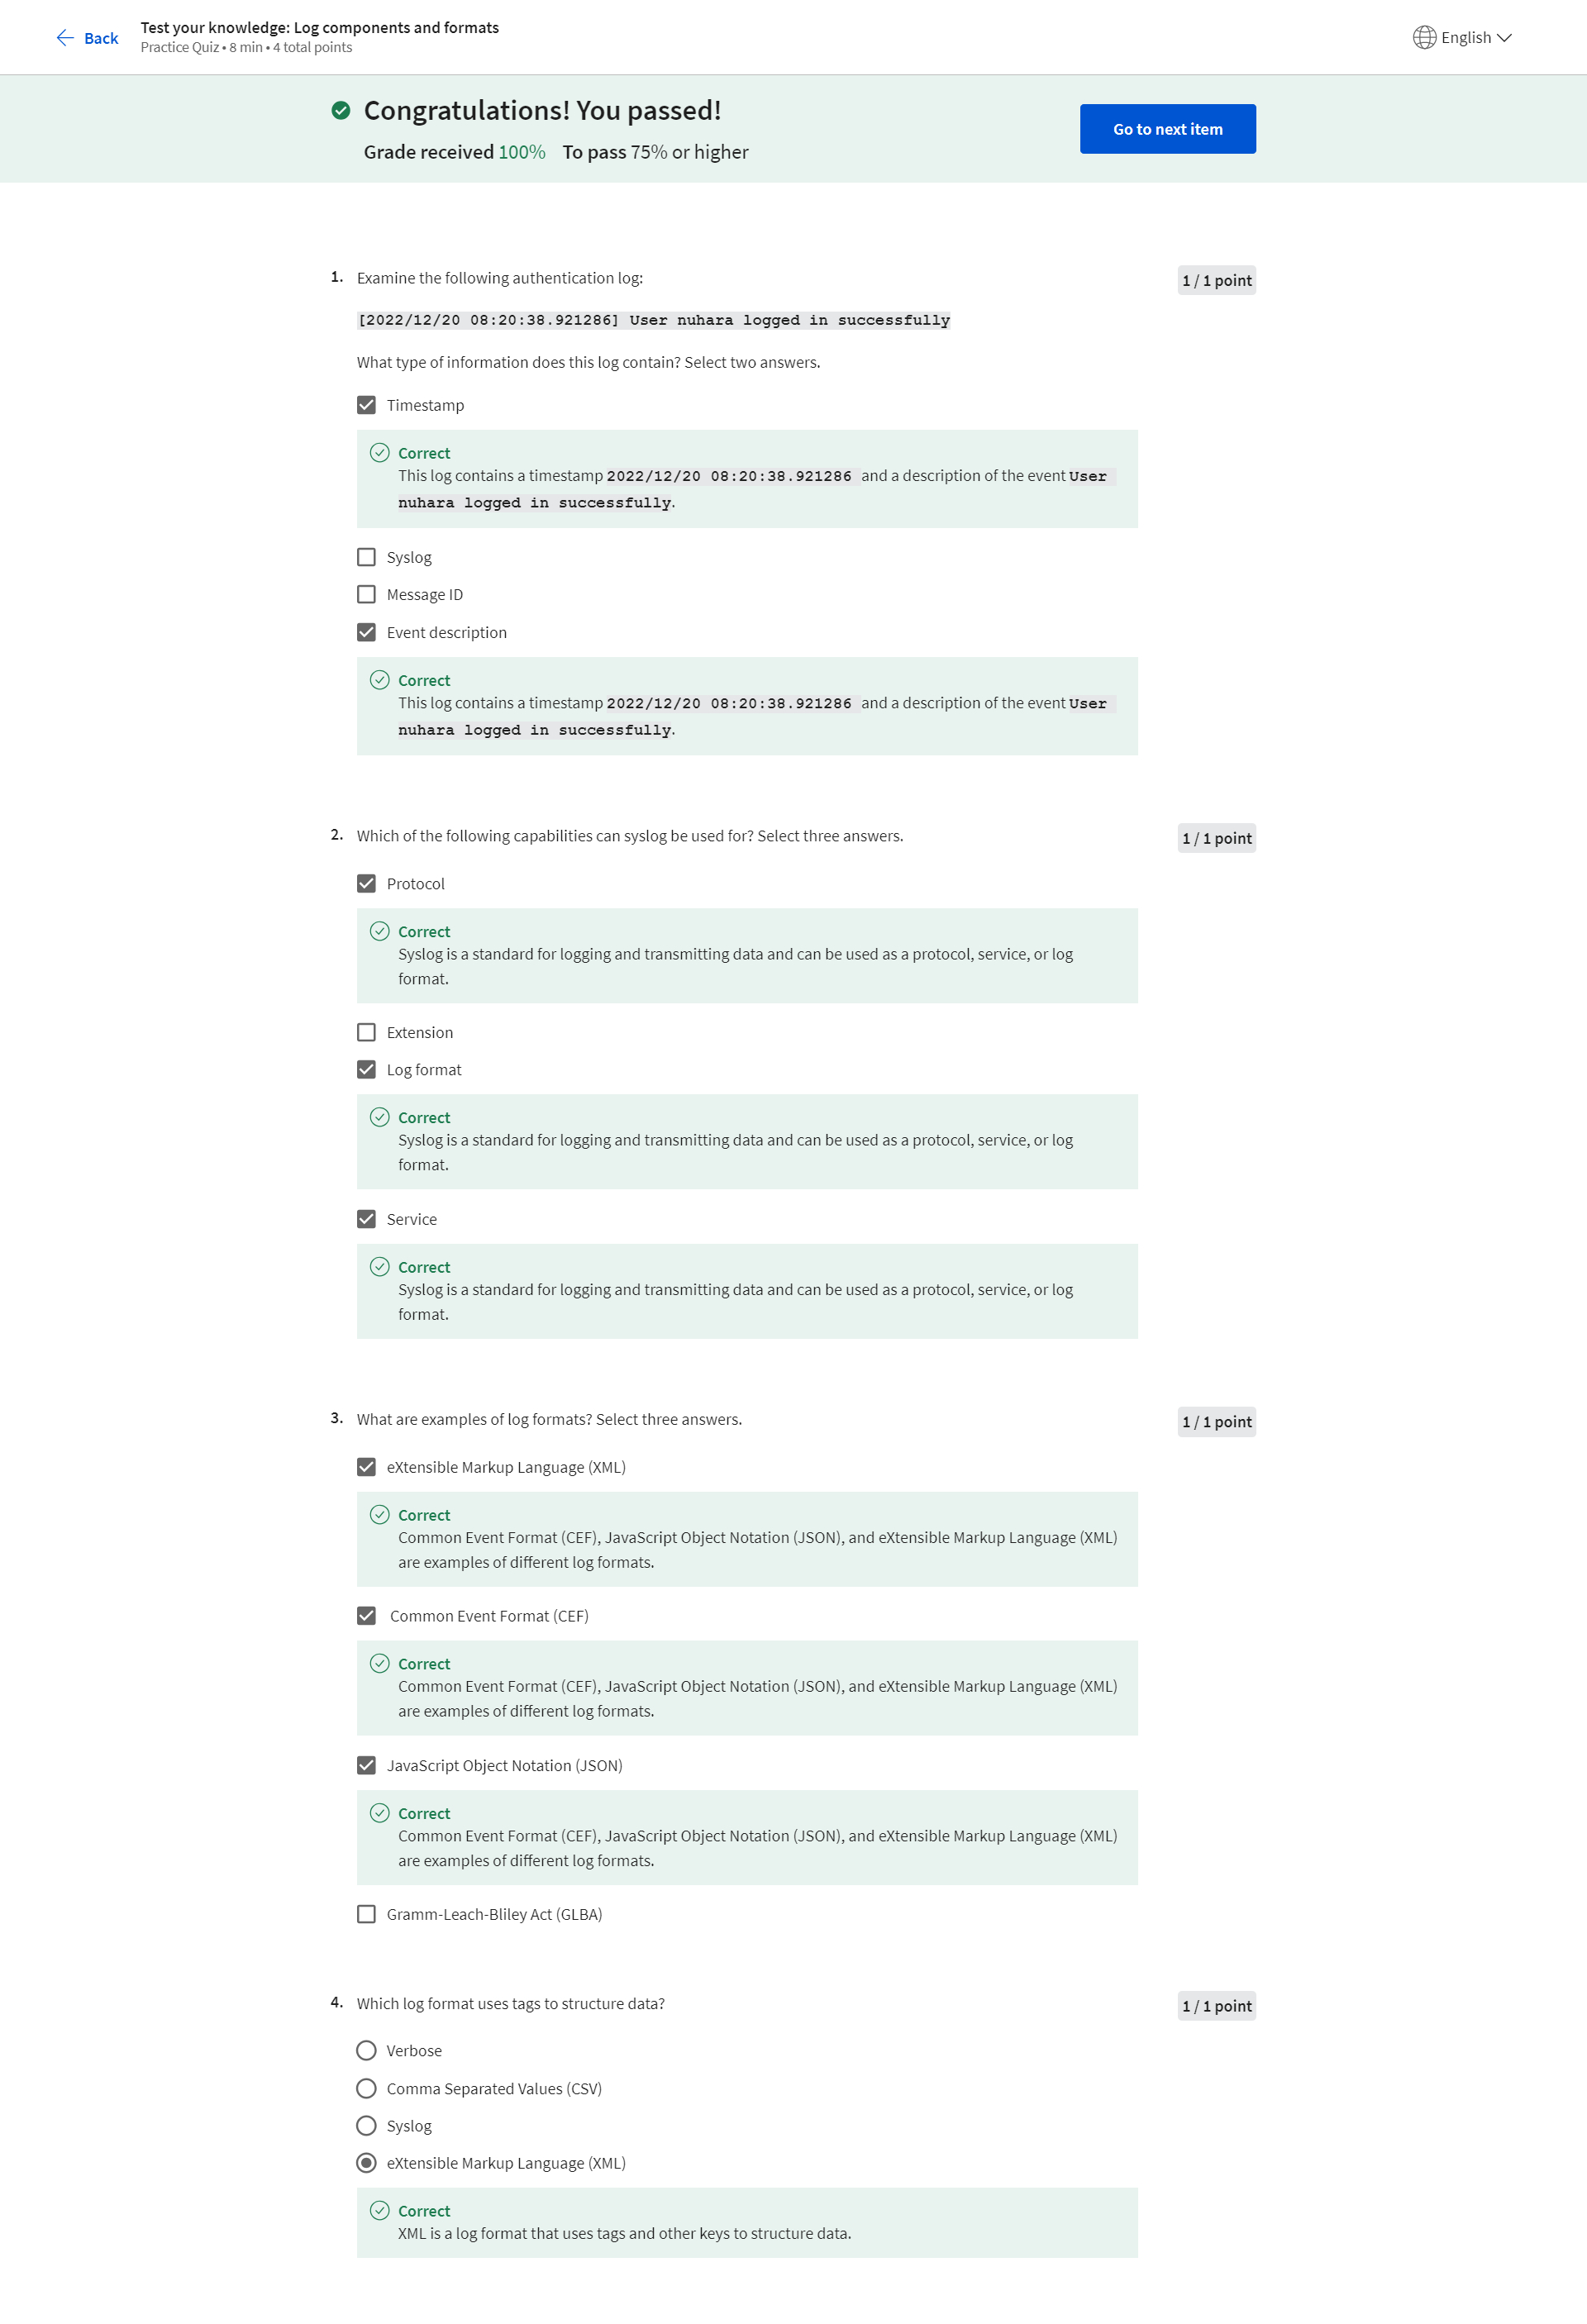 Back
Test your knowledge: Log components and formats
Practice Quiz • 8 min • 4 total points
English
Congratulations! You passed!
Grade received 100% To pass 75% or higher
Go to next item
1. Examine the following authentication log:
1 / 1 point
[2022/12/20 08:20:38.921286] User nuhara logged in successfully
What type of information does this log contain? Select two answers.
Timestamp
Correct
This log contains a timestamp 2022/12/20 08:20:38.921286 and a description of the event User
nuhara logged in successfully.
Syslog
Message ID
Event description
Correct
This log contains a timestamp 2022/12/20 08:20:38.921286 and a description of the event User
nuhara logged in successfully.
2. Which of the following capabilities can syslog be used for? Select three answers.
1 / 1 point
Protocol
Correct
Syslog is a standard for logging and transmitting data and can be used as a protocol, service, or log
format.
Extension
Log format
Correct
Syslog is a standard for logging and transmitting data and can be used as a protocol, service, or log
format.
Service
Correct
Syslog is a standard for logging and transmitting data and can be used as a protocol, service, or log
format.
3. What are examples of log formats? Select three answers.
1 / 1 point
eXtensible Markup Language (XML)
Correct
Common Event Format (CEF), JavaScript Object Notation (JSON), and eXtensible Markup Language (XML)
are examples of different log formats.
Common Event Format (CEF)
Correct
Common Event Format (CEF), JavaScript Object Notation (JSON), and eXtensible Markup Language (XML)
are examples of different log formats.
JavaScript Object Notation (JSON)
Correct
Common Event Format (CEF), JavaScript Object Notation (JSON), and eXtensible Markup Language (XML)
are examples of different log formats.
Gramm-Leach-Bliley Act (GLBA)
4. Which log format uses tags to structure data?
1 / 1 point
Verbose
Comma Separated Values (CSV)
Syslog
eXtensible Markup Language (XML)
Correct
XML is a log format that uses tags and other keys to structure data.